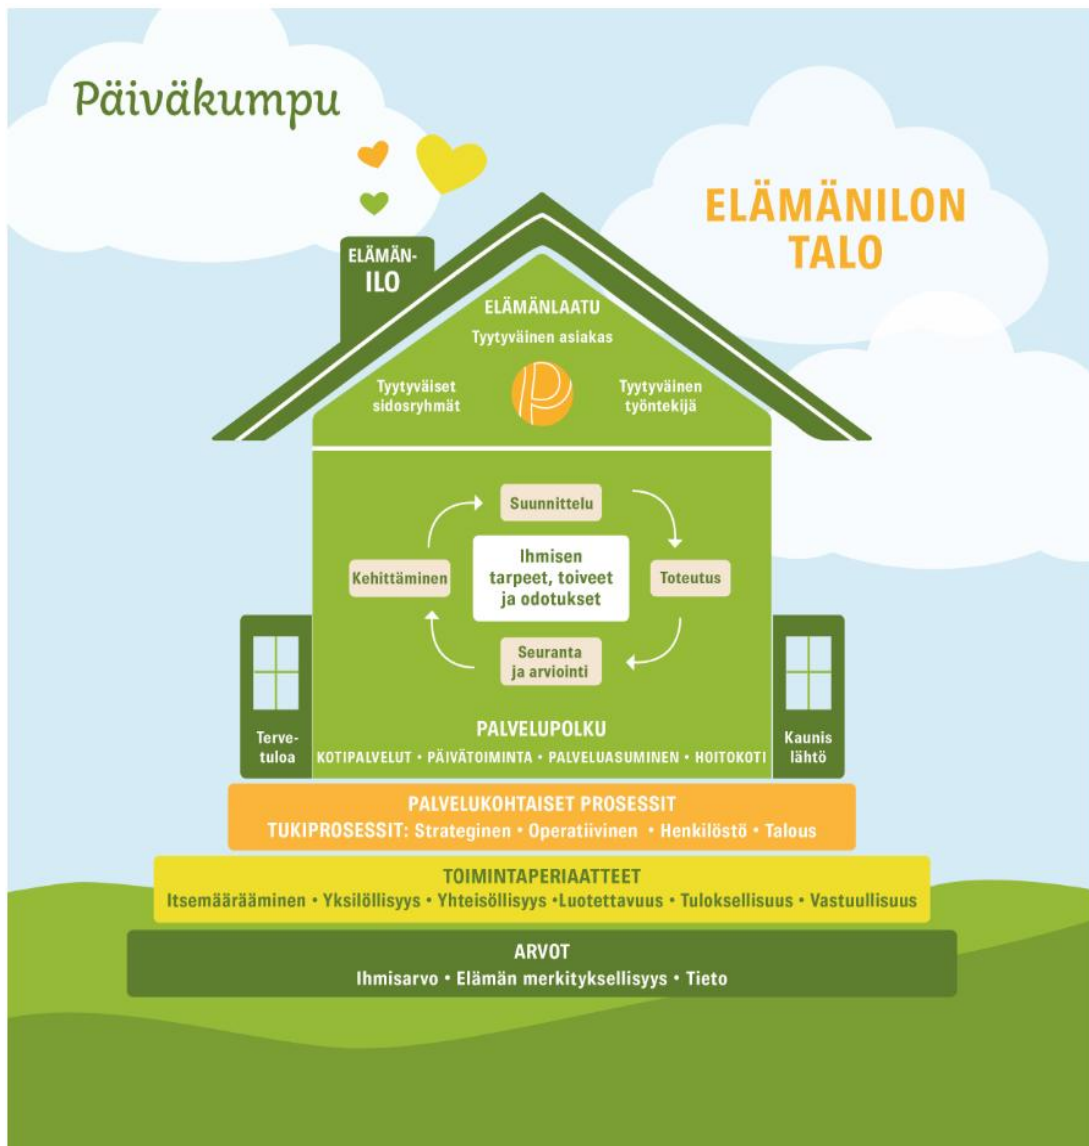 Päiväkumpu
ELÄMÄNILON
TALO
ELÄMÄN-
ILO
ELÄMÄNLAATU
Tyytyväinen asiakas
Tyytyväiset
sidosryhmät
Tyytyväinen
työntekijä
Suunnittelu
Kehittäminen
Ihmisen
tarpeet, toiveet
ja odotukset
Toteutus
Seuranta
ja arviointi
PALVELUPOLKU
KOTIPALVELUT • PÄIVÄTOIMINTA • PALVELUASUMINEN • HOITOKOTI
Terve-
tuloa
Kaunis
lähtö
PALVELUKOHTAISET PROSESSIT
TUKIPROSESSIT: Strateginen • Operatiivinen • Henkilöstö • Talous
TOIMINTAPERIAATTEET
Itsemäärääminen • Yksilöllisyys • Yhteisöllisyys •Luotettavuus • Tuloksellisuus • Vastuullisuus
ARVOT
Ihmisarvo • Elämän merkityksellisyys • Tieto